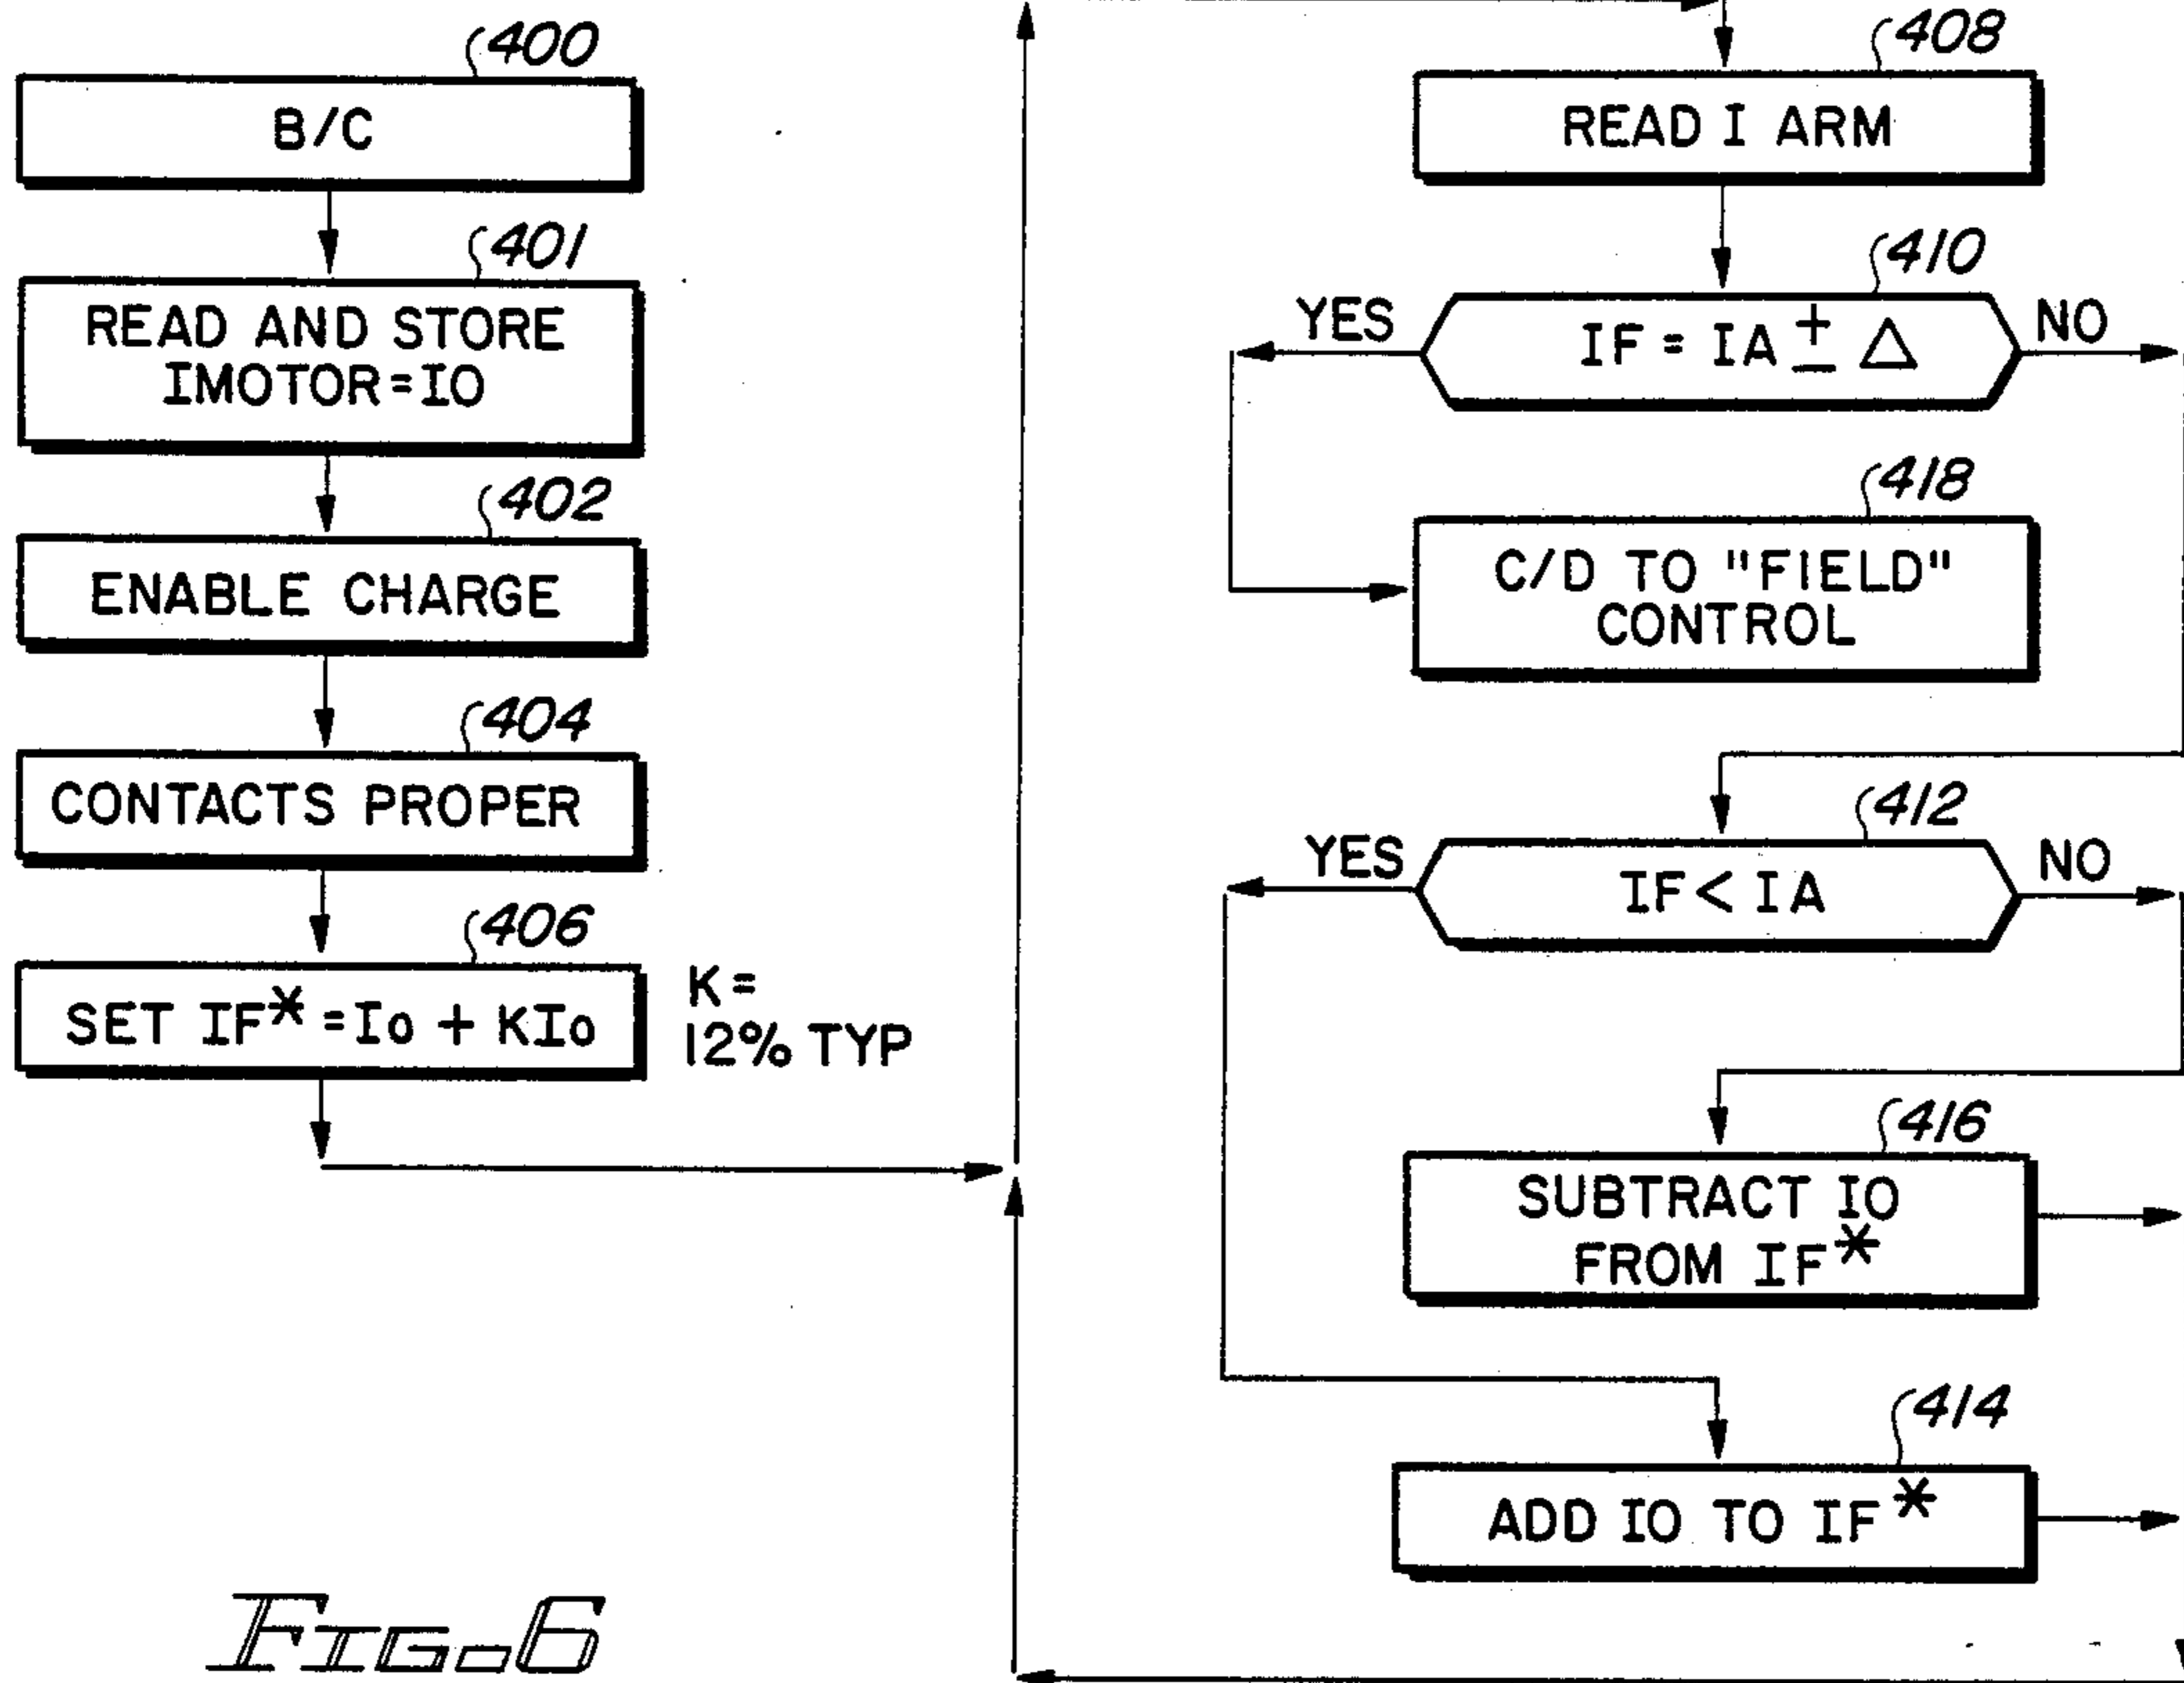 400
B/C
401
READ AND STORE
IMOTOR=IO
402
ENABLE CHARGE
404
CONTACTS PROPER
406
SET IF* =Io + KIo
K=
12% TYP
408
READ I ARM
410
YES
IF = IA ± △
NO
418
C/D TO "FIELD"
CONTROL
412
YES
IF < IA
NO
416
SUBTRACT IO
FROM IF*
414
ADD IO TO IF*
FIG. 6